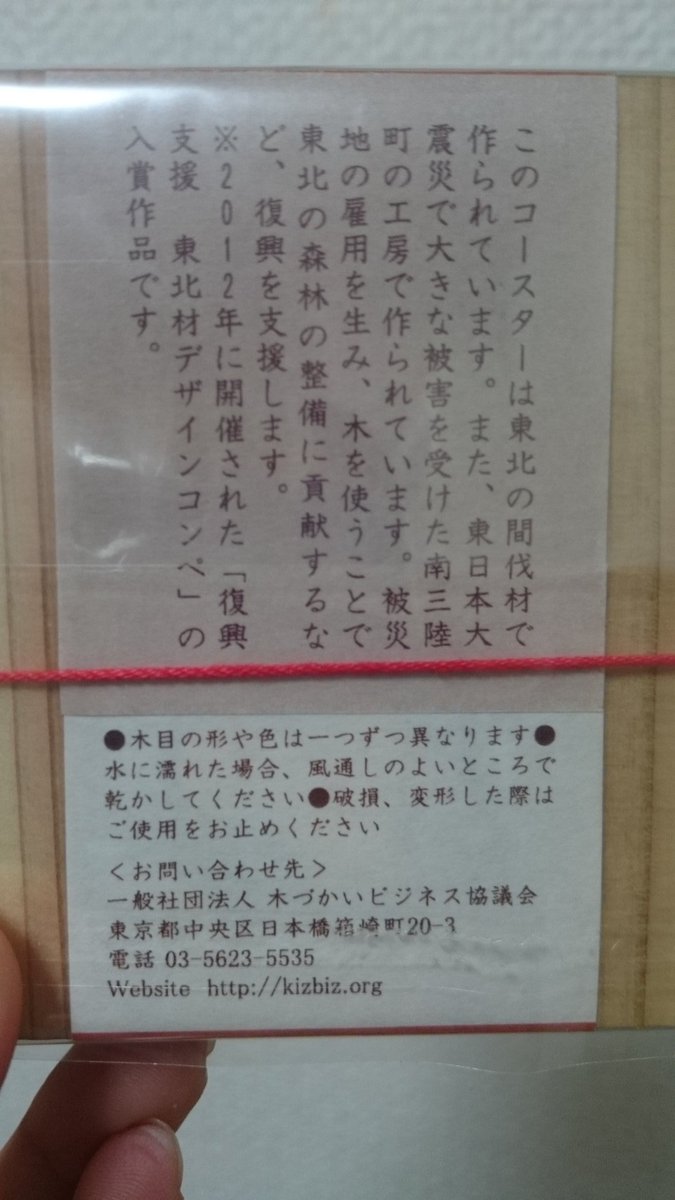 このコースターは東北の間伐材で
作られています。また、東日本大
震災で大きな被害を受けた南三陸
町の工房で作られています。被災
地の雇用を生み、木を使うことで
東北の森林の整備に貢献するな
ど、復興を支援します。
※2012年に開催された「復興
支援　東北材デザインコンペ」の
入賞作品です。
●木目の形や色は一つずつ異なります●
水に濡れた場合、風通しのよいところで
乾かしてください●破損、変形した際は
ご使用をお止めください
＜お問い合わせ先＞
一般社団法人 木づかいビジネス協議会
東京都中央区日本橋箱崎町20-3
電話 03-5623-5535
Website http://kizbiz.org